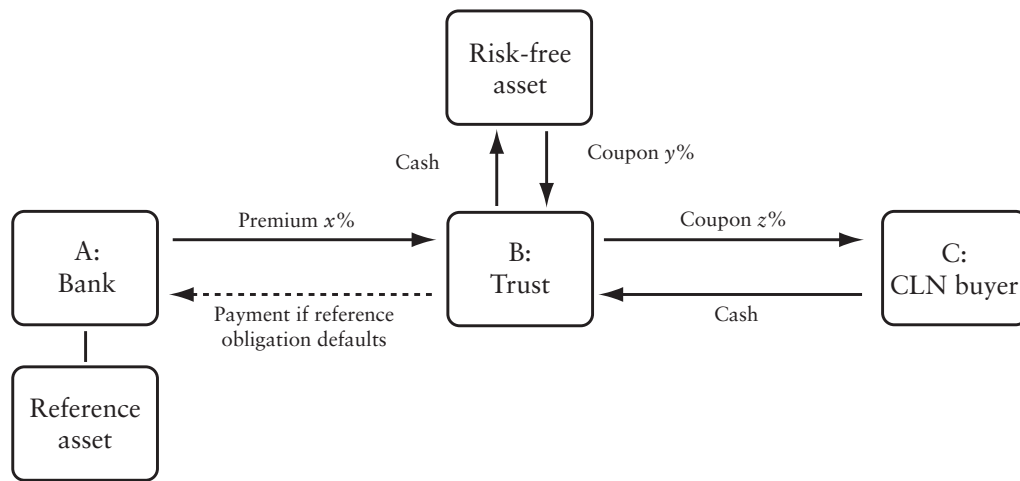 Risk-free
asset
Cash
Coupon y%
A:
Bank
Premium x%
B:
Trust
Coupon z%
C:
CLN buyer
Payment if reference
obligation defaults
Cash
Reference
asset